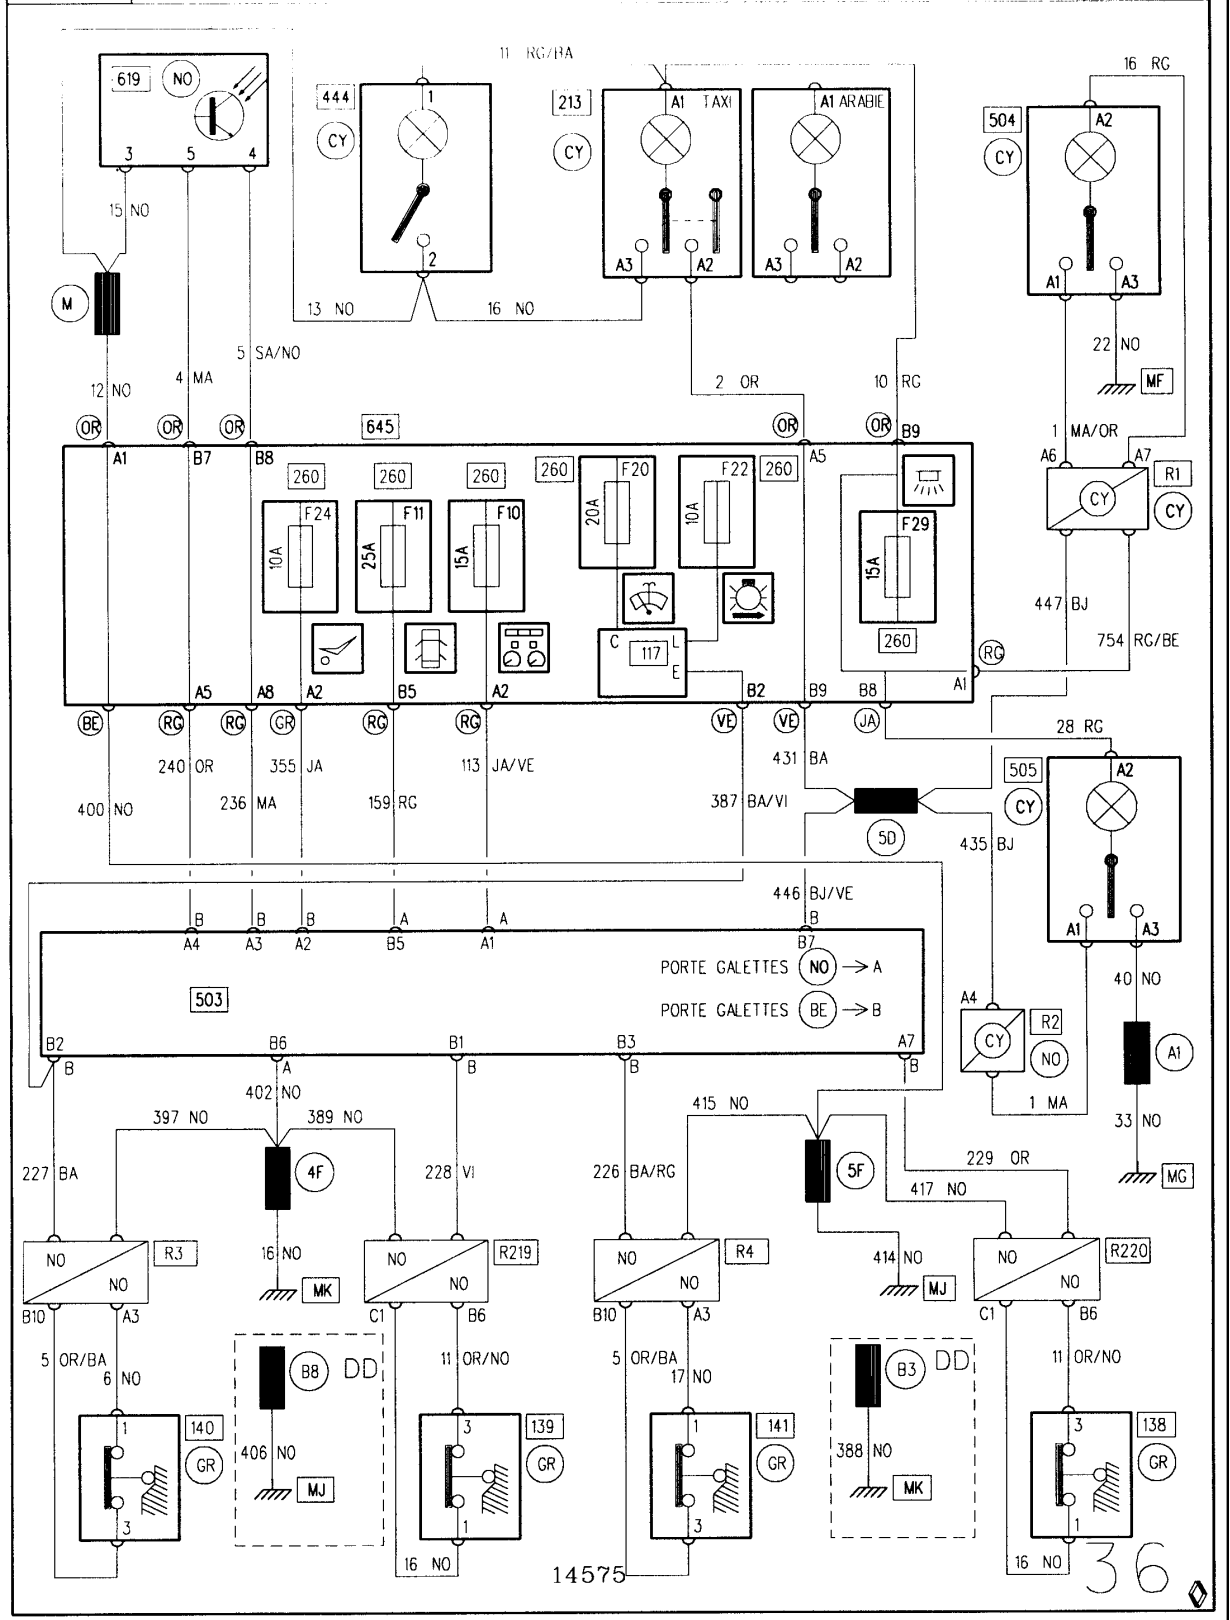 11 RG/BA
16 RG
619 NO
444 1
213 A1 TAXI
A1 ARABIE
504 A2
CY
CY
CY
3 5 4
15 NO
2
A3 A2
A3 A2
A1 A3
M
13 NO
16 NO
5 SA/NO
22 NO
4 MA
12 NO
2 OR
10 RG
MF
OR OR OR
645
OR OR B9
1 MA/OR
A1 B7 B8
A5
A6 A7
R1
260 260 260 260 F20 F22 260
CY
CY
F24 F11 F10
20A 10A
F29
10A 25A 15A
15A
447 BJ
C L
117
E
260
754 RG/BE
RG
A5 A8 A2 B5 A2 B2 B9 B8 A1
BE RG RG GR RG RG VE VE JA
28 RG
240 OR
355 JA
113 JA/VE
431 BA
505 A2
400 NO
236 MA
159 RG
387 BA/VI
CY
5D
435 BJ
446 BJ/VE
B B B A A B
A4 A3 A2 B5 A1 B7
A1 A3
PORTE GALETTES NO → A
40 NO
503
PORTE GALETTES BE → B
A4
R2
CY
NO
A1
B2 B6 B1 B3 A7
B A B B B
402 NO
1 MA
397 NO
389 NO
415 NO
33 NO
227 BA
4F
228 VI
226 BA/RG
5F
229 OR
MG
417 NO
NO R3
16 NO
NO R219
NO R4
414 NO
NO R220
NO
MK
NO
NO
MJ
NO
B10 A3
C1 B6
B10 A3
C1 B6
5 OR/BA
6 NO
B8 DD
11 OR/NO
5 OR/BA
17 NO
B3 DD
11 OR/NO
1 140
3 139
1 141
3 138
GR
406 NO
GR
GR
388 NO
GR
MJ
MK
3
1
3
1
16 NO
14575
16 NO
36